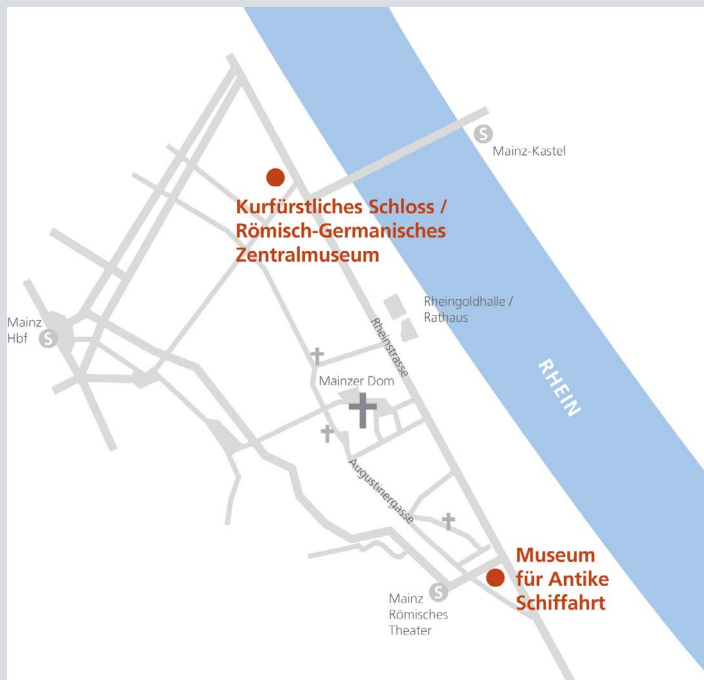 S
Mainz-Kastel
Kurfürstliches Schloss /
Römisch-Germanisches
Zentralmuseum
Rheingoldhalle /
Rathaus
Mainz
Hbf
S
Rheinstrasse
RHEIN
Mainzer Dom
Augustinergasse
Museum
für Antike
Schiffahrt
S
Mainz
Römisches
Theater